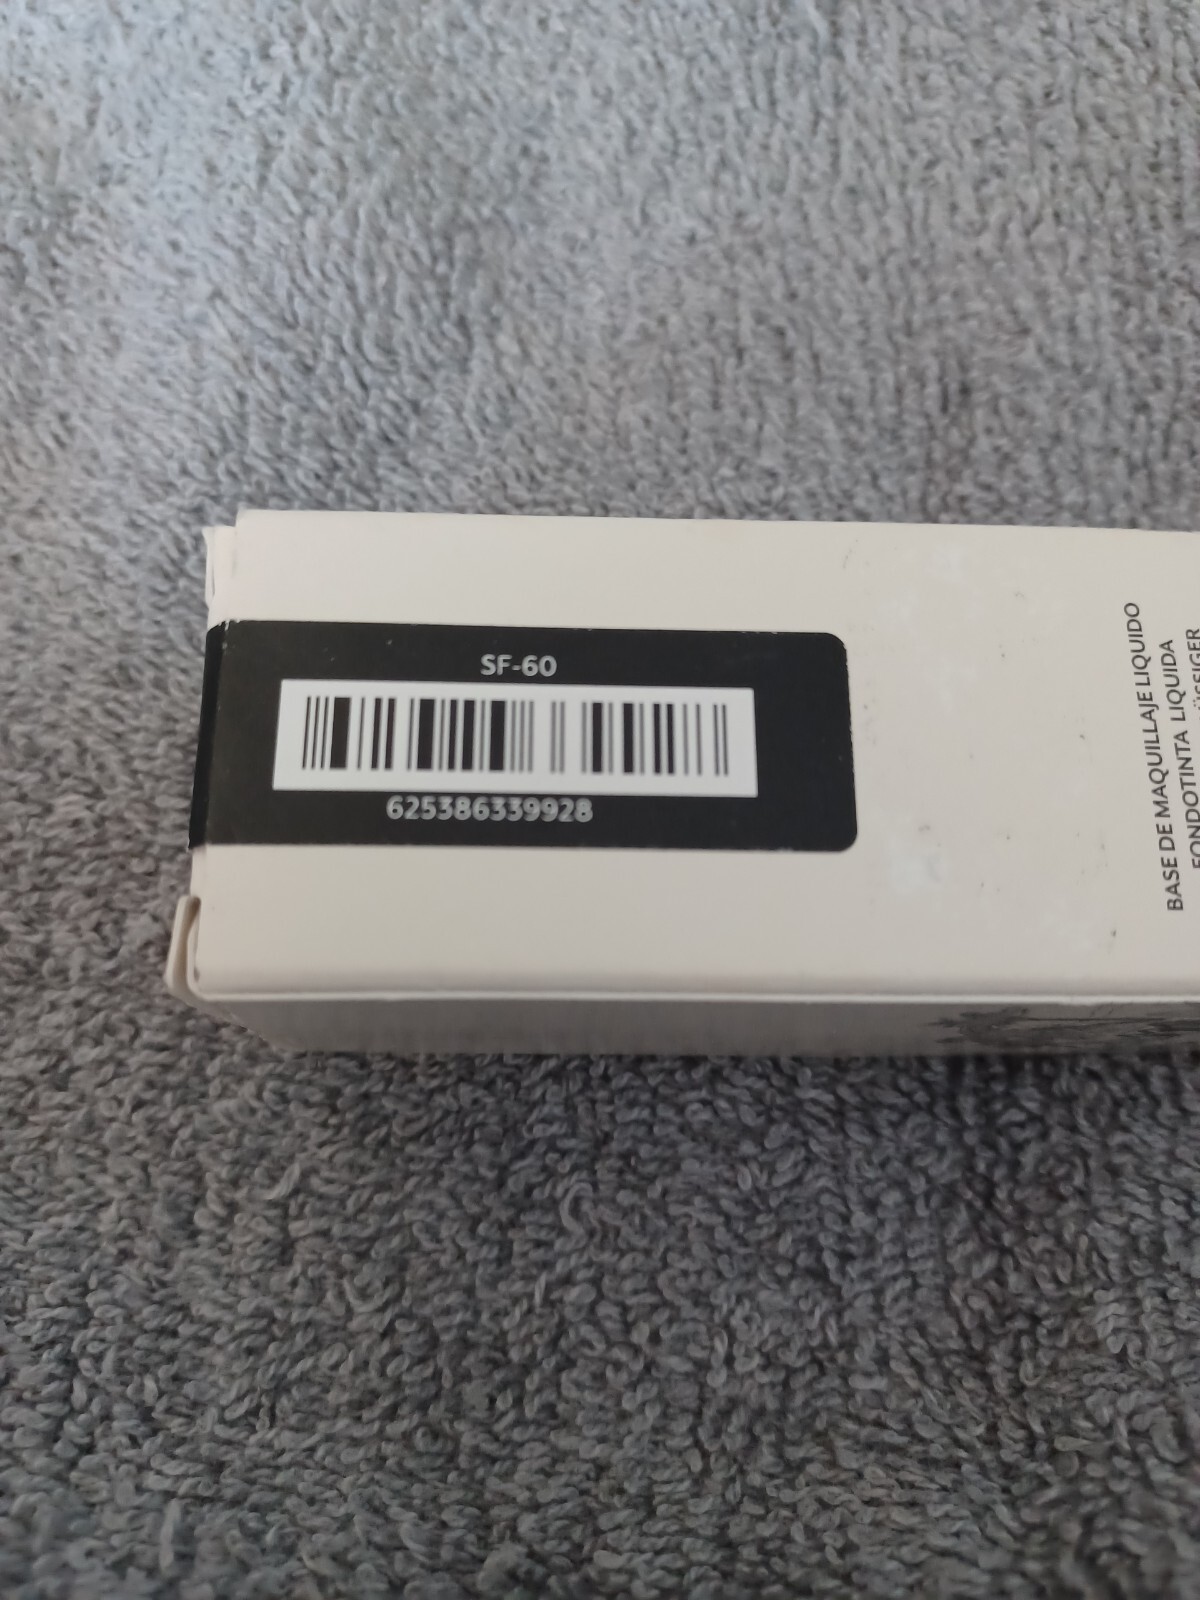 SF-60
625386339928
BASE DE MAQUILLAJE LIQUIDO
FONDOTINTA LIQUIDA